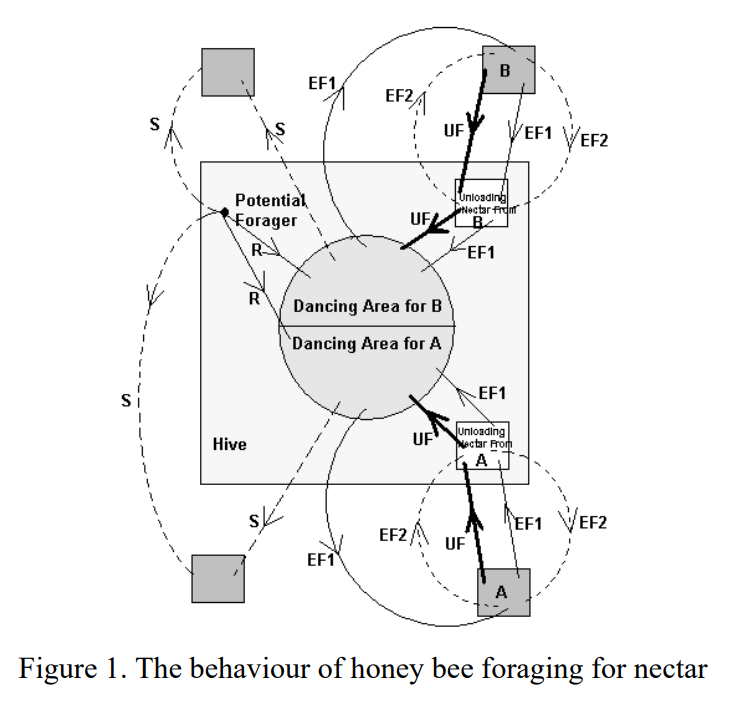 B
EF1
EF2
S
S
UF
EF1
EF2
Potential
Forager
Unloading
Nectar From
B
UF
R
EF1
R
Dancing Area for B
Dancing Area for A
EF1
S
UF
Unloading
Nectar From
A
Hive
S
EF2
UF
EF1
EF2
EF1
A
Figure 1. The behaviour of honey bee foraging for nectar